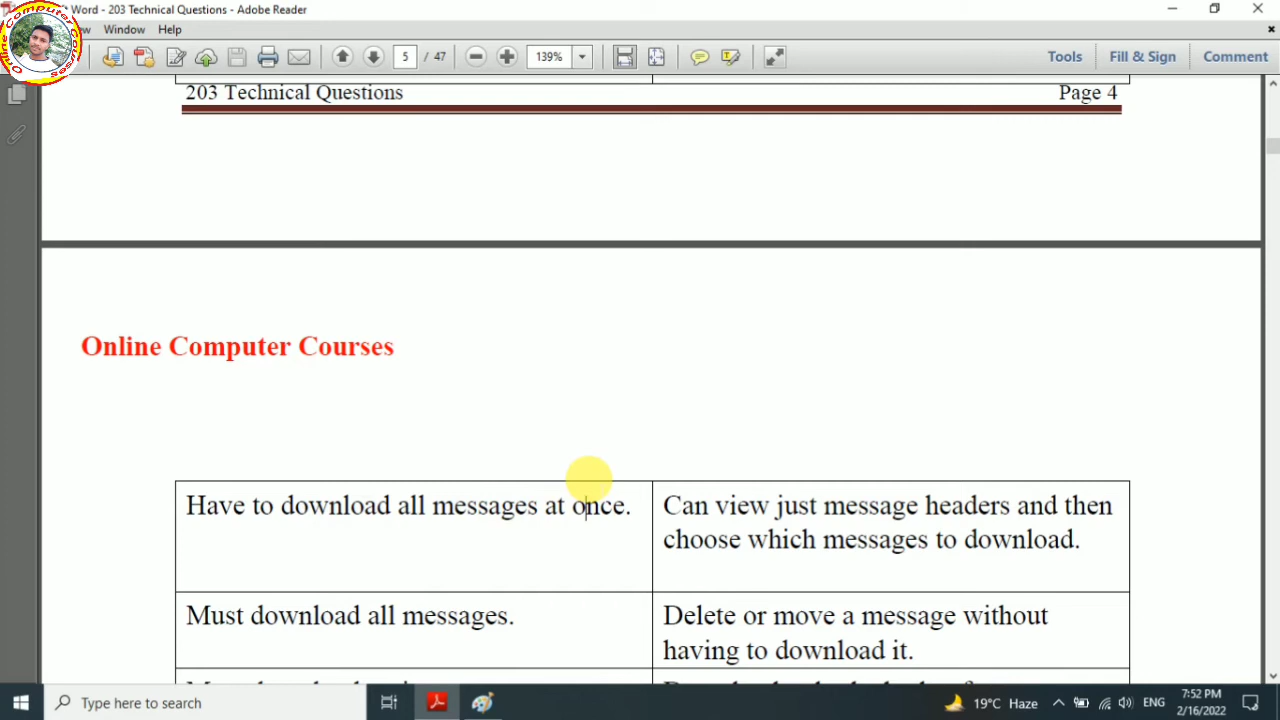 Word - 203 Technical Questions - Adobe Reader
Window Help
5 / 47 139% Tools Fill & Sign Comment
Online Computer Courses
203 Technical Questions Page 4
Online Computer Courses
Have to download all messages at once.
Can view just message headers and then
choose which messages to download.
Must download all messages.
Delete or move a message without
having to download it.
Type here to search
19°C Haze
ENG
7:52 PM
2/16/2022